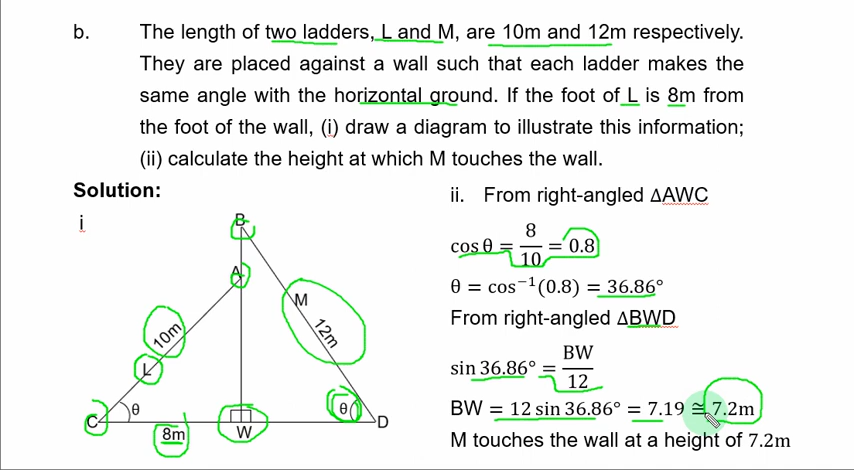 b. The length of two ladders, L and M, are 10m and 12m respectively.
They are placed against a wall such that each ladder makes the
same angle with the horizontal ground. If the foot of L is 8m from
the foot of the wall, (i) draw a diagram to illustrate this information;
(ii) calculate the height at which M touches the wall.
Solution:
i
B
A
M
10m
12m
L
C
θ
θ
D
8m
W
ii. From right-angled ΔAWC
cos θ = 8/10 = 0.8
θ = cos⁻¹(0.8) = 36.86°
From right-angled ΔBWD
sin 36.86° = BW/12
BW = 12 sin 36.86° = 7.19 ≅ 7.2m
M touches the wall at a height of 7.2m